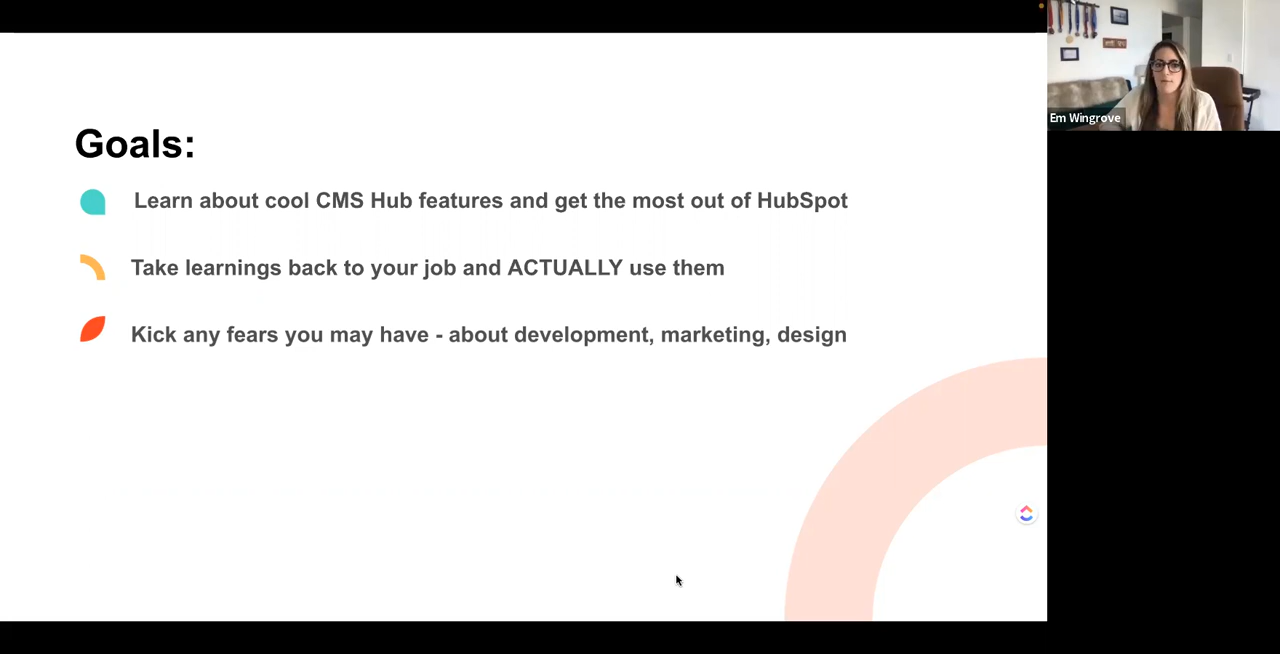 Goals:
Learn about cool CMS Hub features and get the most out of HubSpot
Take learnings back to your job and ACTUALLY use them
Kick any fears you may have - about development, marketing, design
Em Wingrove